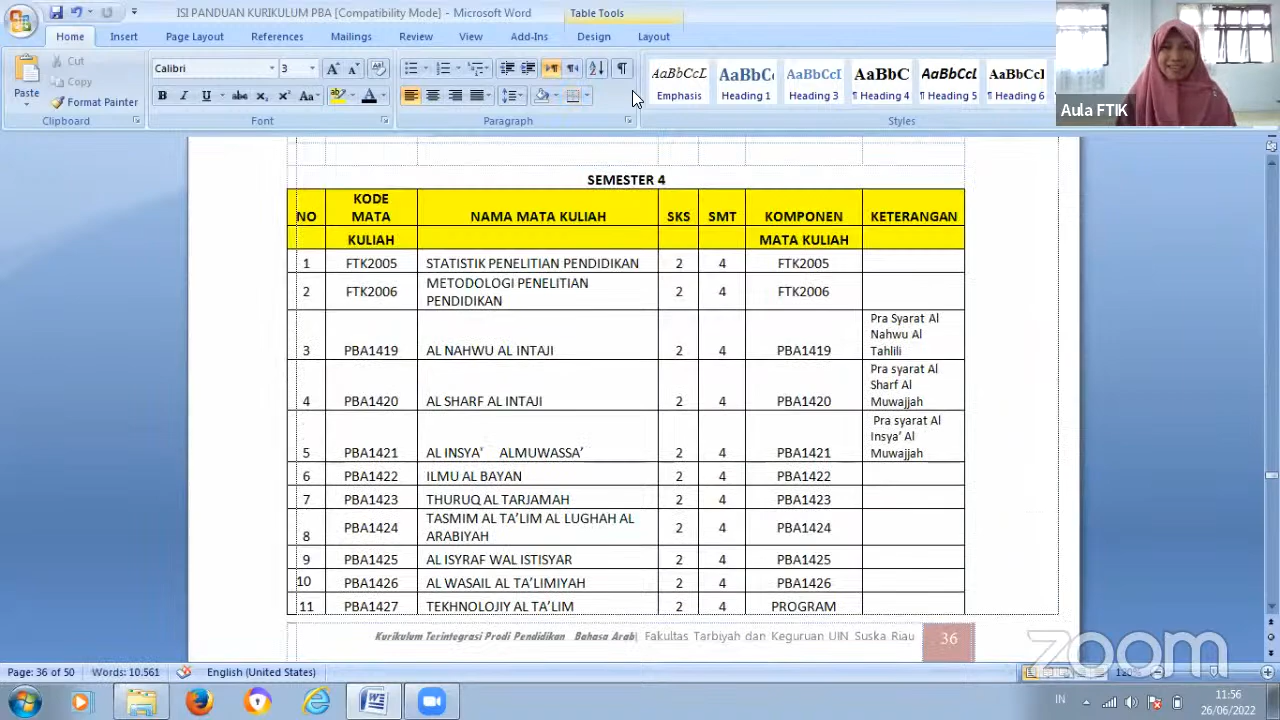 ISI PANDUAN KURIKULUM PBA [Compatibility Mode] - Microsoft Word
Table Tools
Home Insert Page Layout References Mailings Review View Add-Ins Design Layout
Paste
Cut
Copy
Format Painter
Clipboard
Calibri 3
Font
Paragraph
AaBbCcL AaBbCc AaBbCcI AaBbC AaBbCcL AaBbCcI
Emphasis Heading 1 Heading 3 ¶ Heading 4 ¶ Heading 5 ¶ Heading 6
Styles
Aula FTIK
SEMESTER 4
NO KODE MATA KULIAH NAMA MATA KULIAH SKS SMT KOMPONEN MATA KULIAH KETERANGAN
1 FTK2005 STATISTIK PENELITIAN PENDIDIKAN 2 4 FTK2005
2 FTK2006 METODOLOGI PENELITIAN PENDIDIKAN 2 4 FTK2006
3 PBA1419 AL NAHWU AL INTAJI 2 4 PBA1419 Pra Syarat Al Nahwu Al Tahlili
4 PBA1420 AL SHARF AL INTAJI 2 4 PBA1420 Pra syarat Al Sharf Al Muwajjah
5 PBA1421 AL INSYA' ALMUWASSA' 2 4 PBA1421 Pra syarat Al Insya' Al Muwajjah
6 PBA1422 ILMU AL BAYAN 2 4 PBA1422
7 PBA1423 THURUQ AL TARJAMAH 2 4 PBA1423
8 PBA1424 TASMIM AL TA'LIM AL LUGHAH AL ARABIYAH 2 4 PBA1424
9 PBA1425 AL ISYRAF WAL ISTISYAR 2 4 PBA1425
10 PBA1426 AL WASAIL AL TA'LIMIYAH 2 4 PBA1426
11 PBA1427 TEKHNOLOJIY AL TA'LIM 2 4 PROGRAM
Kurikulum Terintegrasi Prodi Pendidikan Bahasa Arab| Fakultas Tarbiyah dan Keguruan UIN Suska Riau 36
zoom
Page: 36 of 50 Words: 10.561 English (United States)
IN
11:56
26/06/2022